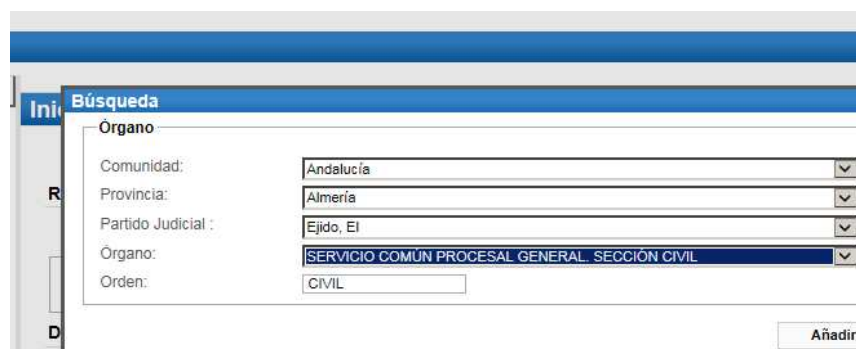 Búsqueda
Ini
Órgano
Comunidad: Andalucía
R
Provincia: Almería
Partido Judicial : Ejido, El
Órgano: SERVICIO COMÚN PROCESAL GENERAL. SECCIÓN CIVIL
Orden: CIVIL
D
Añadir